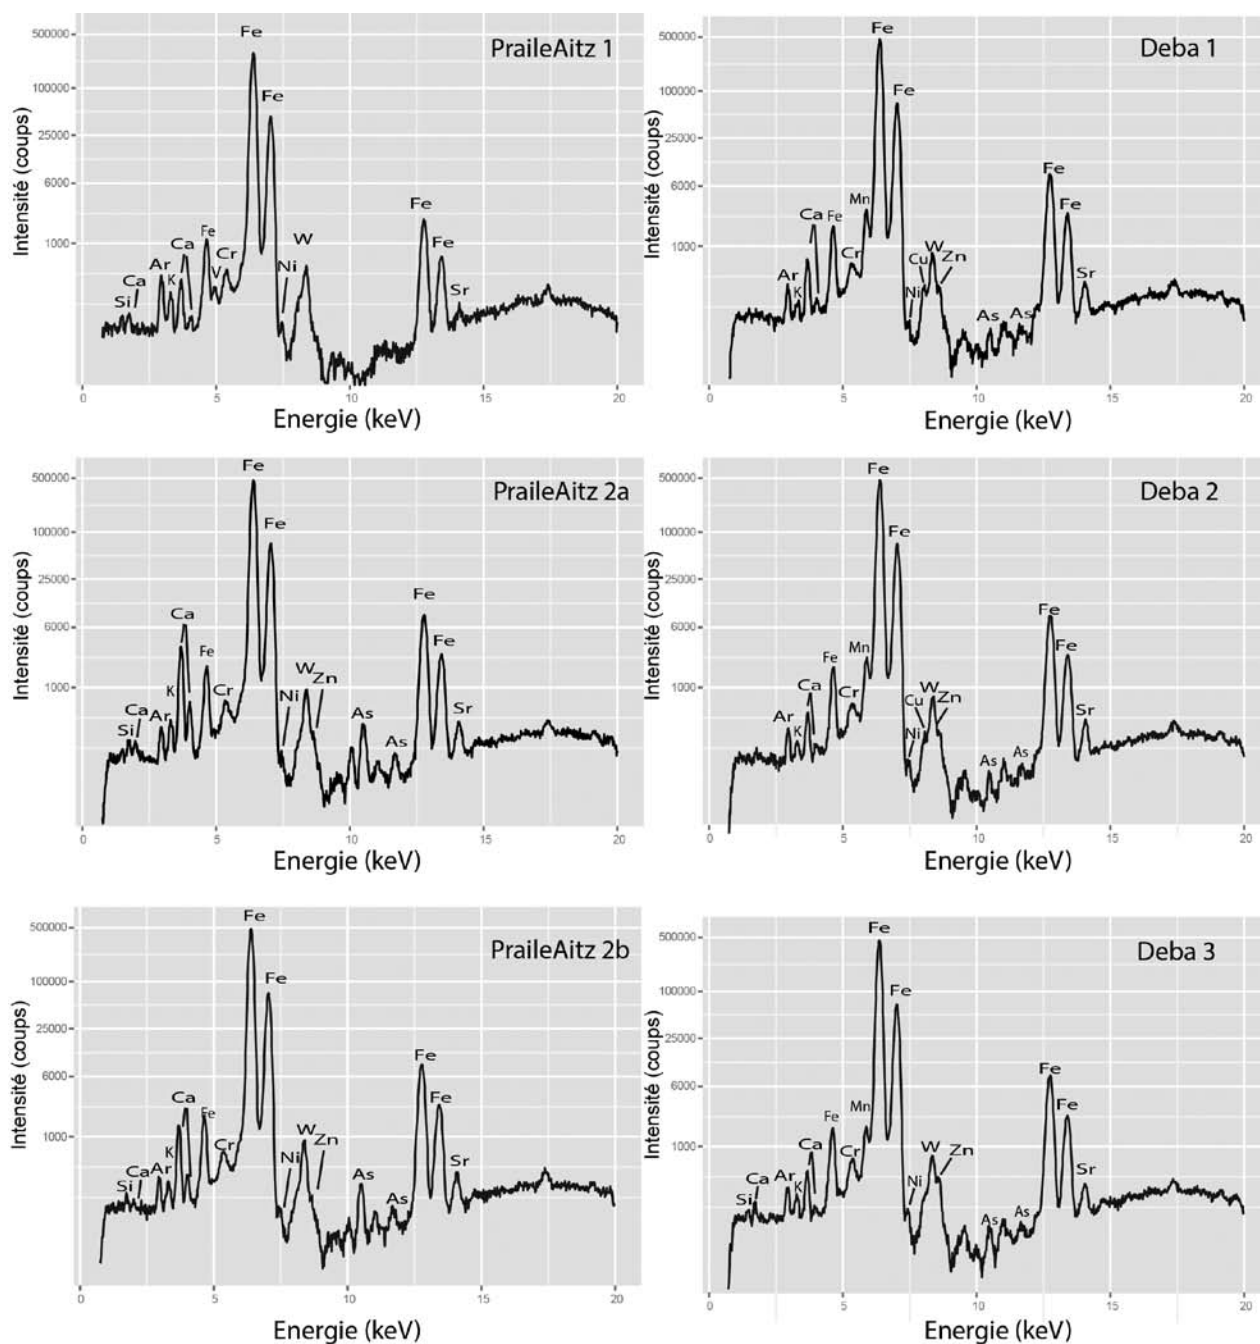 PraileAitz 1
Intensité (coups)
500000
100000
25000
6000
1000
Fe
Fe
Si
Ca
Ar
K
Ca
Fe
V
Cr
Ni
W
Fe
Fe
Sr
0
5
10
15
20
Energie (keV)
Deba 1
Intensité (coups)
500000
100000
25000
6000
1000
Fe
Fe
Ar
K
Ca
Fe
Cr
Mn
Ni
Cu
W
Zn
As
As
Fe
Fe
Sr
0
5
10
15
20
Energie (keV)
PraileAitz 2a
Intensité (coups)
500000
100000
25000
6000
1000
Fe
Fe
Si
Ca
Ar
K
Ca
Fe
Cr
Ni
W
Zn
As
As
Fe
Fe
Sr
0
5
10
15
20
Energie (keV)
Deba 2
Intensité (coups)
500000
100000
25000
6000
1000
Fe
Fe
Ar
K
Ca
Fe
Cr
Mn
Ni
Cu
W
Zn
As
As
Fe
Fe
Sr
0
5
10
15
20
Energie (keV)
PraileAitz 2b
Intensité (coups)
500000
100000
25000
6000
1000
Fe
Fe
Si
Ca
Ar
K
Ca
Fe
Cr
Ni
W
Zn
As
As
Fe
Fe
Sr
0
5
10
15
20
Energie (keV)
Deba 3
Intensité (coups)
500000
100000
25000
6000
1000
Fe
Fe
Si
Ca
Ar
K
Ca
Fe
Cr
Mn
Ni
W
Zn
As
As
Fe
Fe
Sr
0
5
10
15
20
Energie (keV)